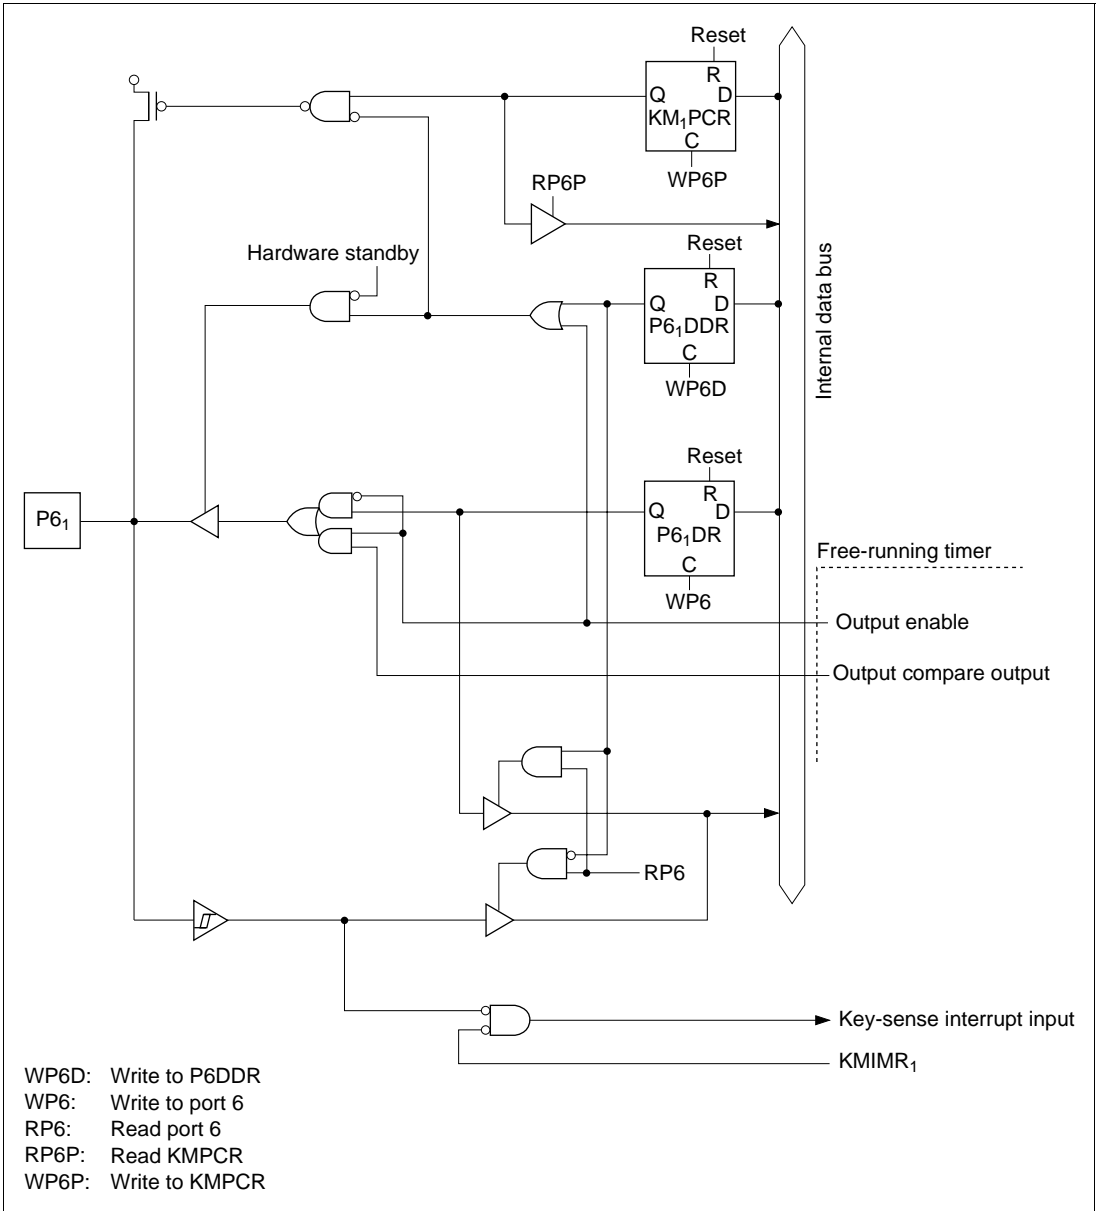 Reset
R
Q D
KM₁PCR
C
WP6P
RP6P
Hardware standby
Reset
R
Q D
P6₁DDR
C
WP6D
Internal data bus
Reset
R
Q D
P6₁DR
C
WP6
P6₁
Free-running timer
Output enable
Output compare output
RP6
Key-sense interrupt input
KMIMR₁
WP6D: Write to P6DDR
WP6: Write to port 6
RP6: Read port 6
RP6P: Read KMPCR
WP6P: Write to KMPCR